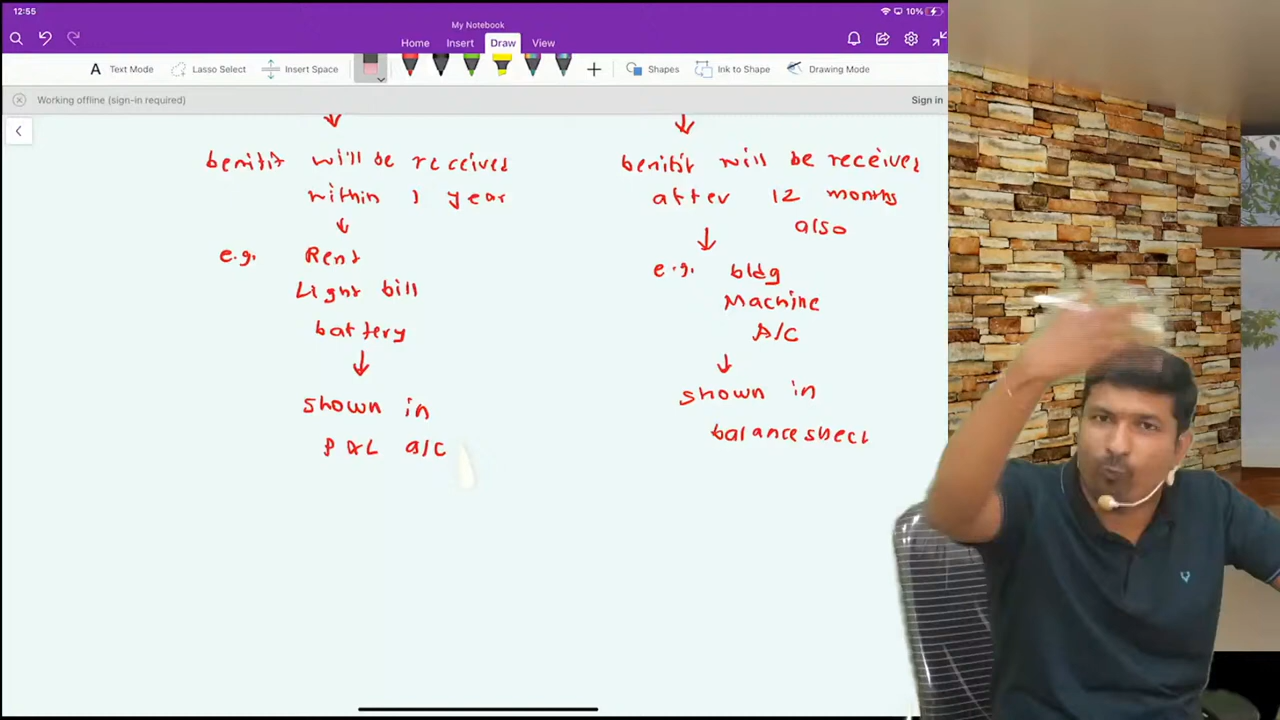 12:55
10%
My Notebook
Home Insert Draw View
Text Mode Lasso Select Insert Space Shapes Ink to Shape Drawing Mode
Working offline (sign-in required) Sign in
benifit will be received
within 1 year
e.g. Rent
Light bill
battery
shown in
P&L a/c
benifit will be received
after 12 months
also
e.g. bldg
Machine
A/C
shown in
balancesheet